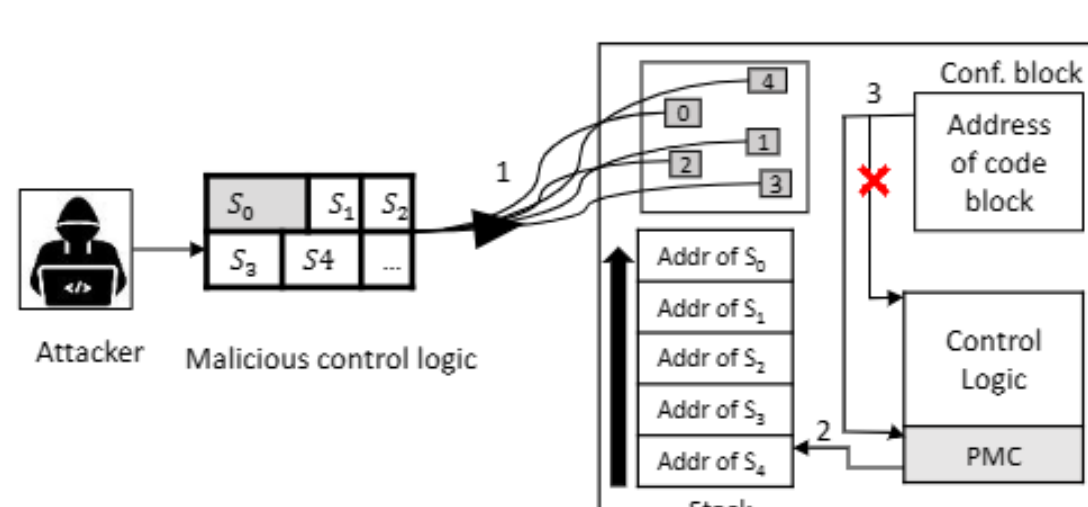 Attacker
</>
S0 S1 S2
S3 S4 ...
Malicious control logic
1
4
0
1
2
3
Addr of S0
Addr of S1
Addr of S2
Addr of S3
Addr of S4
Stack
2
3
Conf. block
Address
of code
block
Control
Logic
PMC